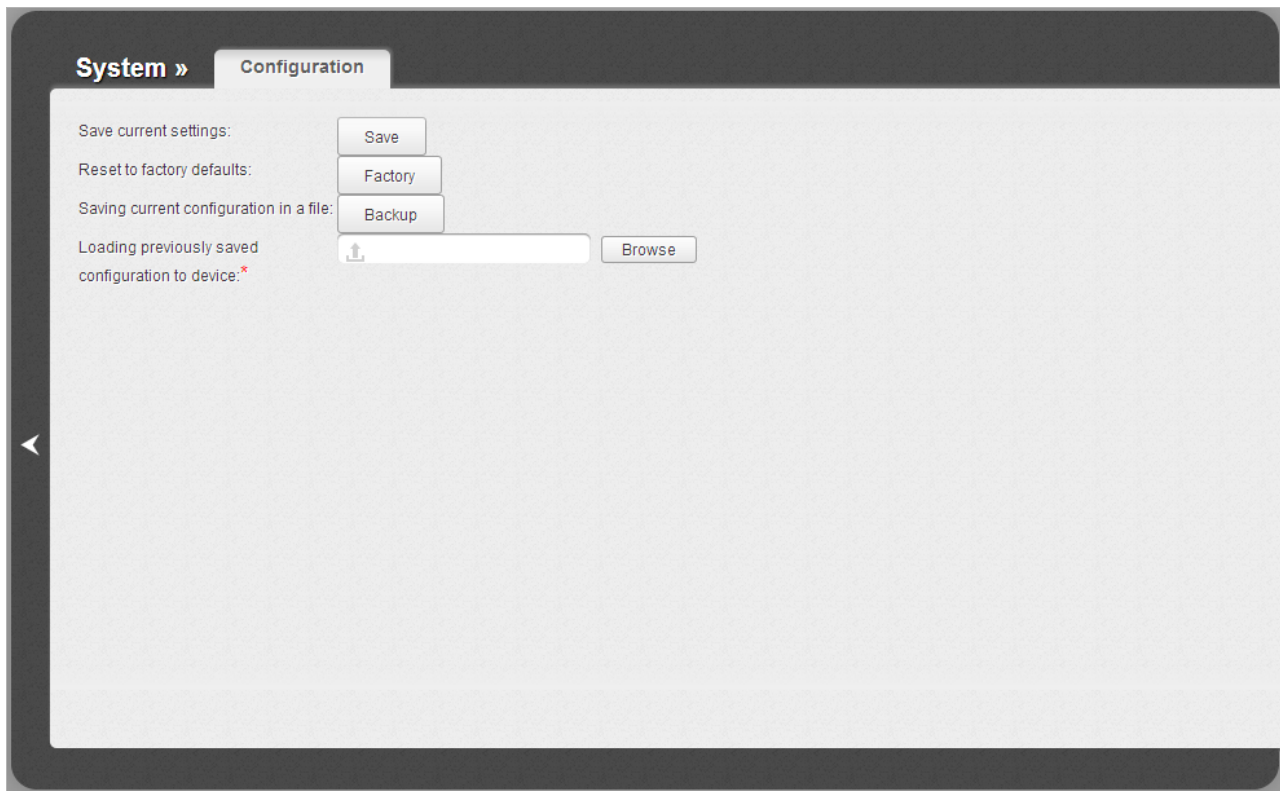 System »
Configuration
Save current settings:
Save
Reset to factory defaults:
Factory
Saving current configuration in a file:
Backup
Loading previously saved
configuration to device:*
Browse